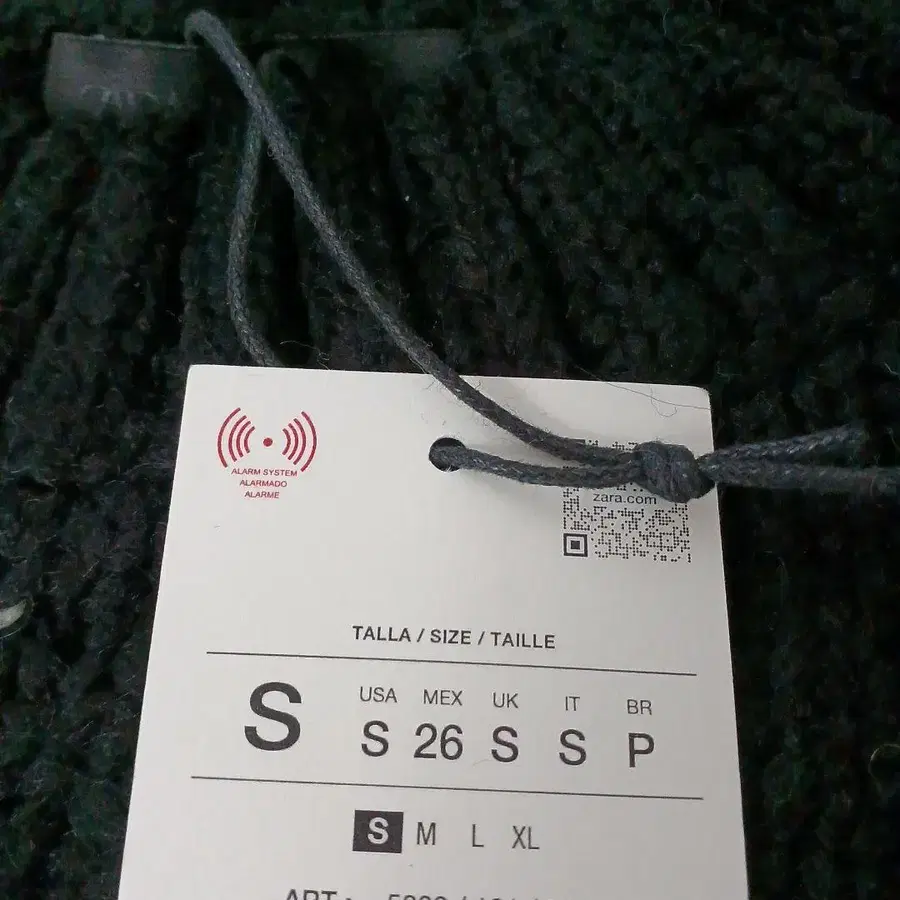 ALARM SYSTEM
ALARMADO
ALARME
zara.com
TALLA / SIZE / TAILLE
USA MEX UK IT BR
S S 26 S S P
S M L XL